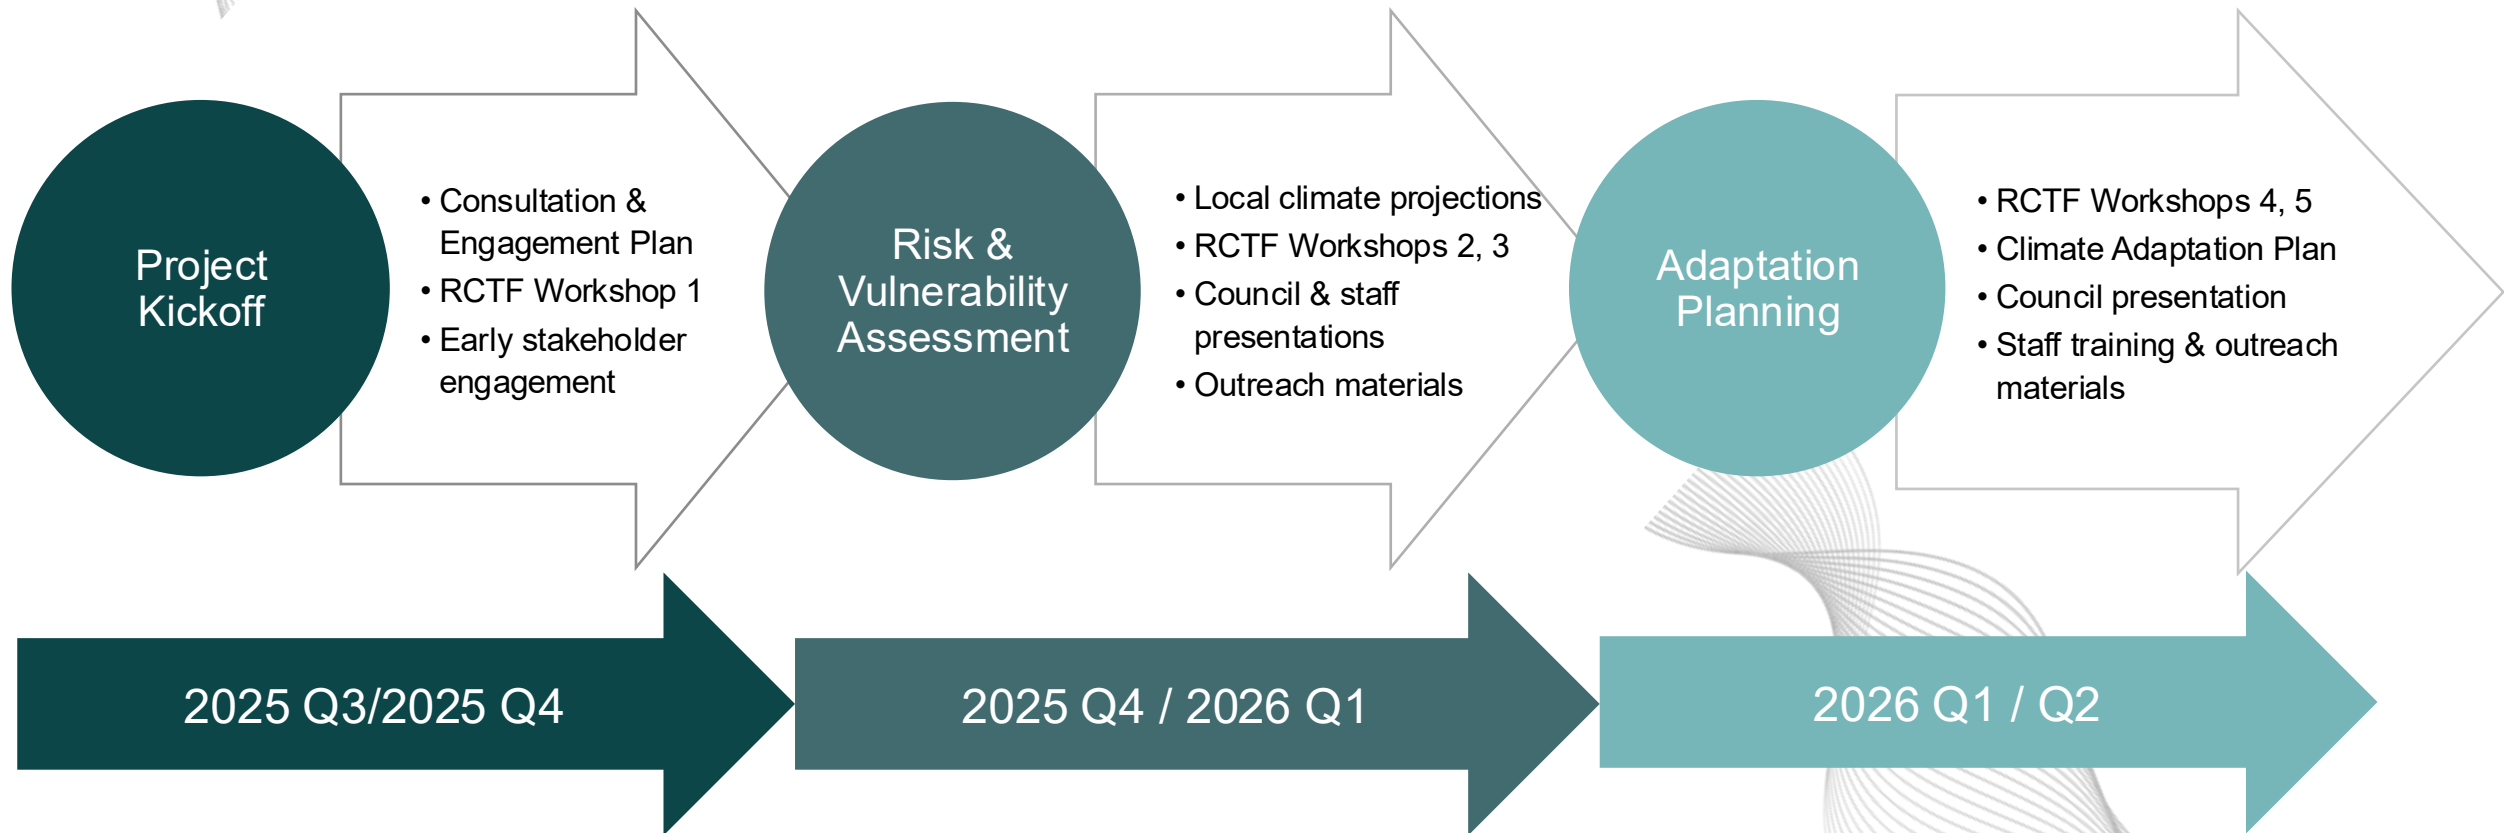 Project
Kickoff
• Consultation &
Engagement Plan
• RCTF Workshop 1
• Early stakeholder
engagement
Risk &
Vulnerability
Assessment
• Local climate projections
• RCTF Workshops 2, 3
• Council & staff
presentations
• Outreach materials
Adaptation
Planning
• RCTF Workshops 4, 5
• Climate Adaptation Plan
• Council presentation
• Staff training & outreach
materials
2025 Q3/2025 Q4
2025 Q4 / 2026 Q1
2026 Q1 / Q2